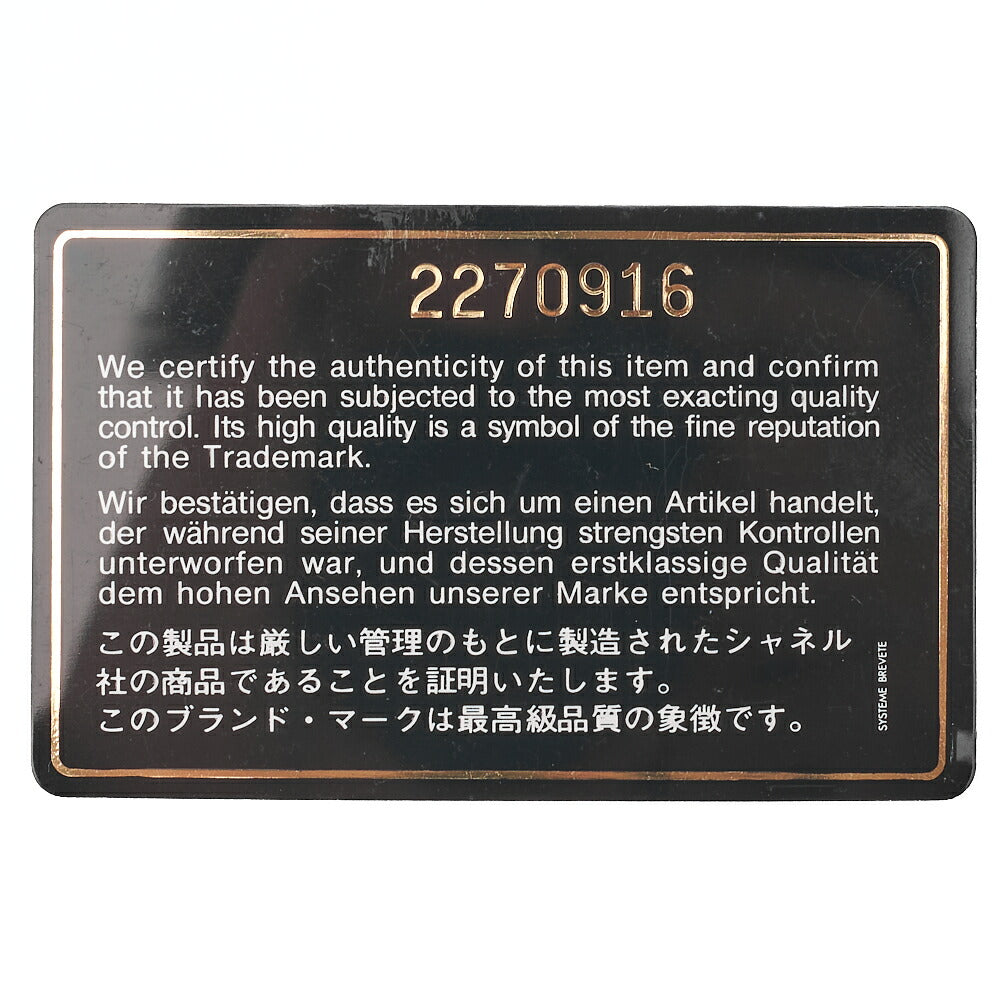 2270916
We certify the authenticity of this item and confirm
that it has been subjected to the most exacting quality
control. Its high quality is a symbol of the fine reputation
of the Trademark.
Wir bestätigen, dass es sich um einen Artikel handelt,
der während seiner Herstellung strengsten Kontrollen
unterworfen war, und dessen erstklassige Qualität
dem hohen Ansehen unserer Marke entspricht.
この製品は厳しい管理のもとに製造されたシャネル
社の商品であることを証明いたします。
このブランド・マークは最高級品質の象徴です。
SYSTEME BREVETE